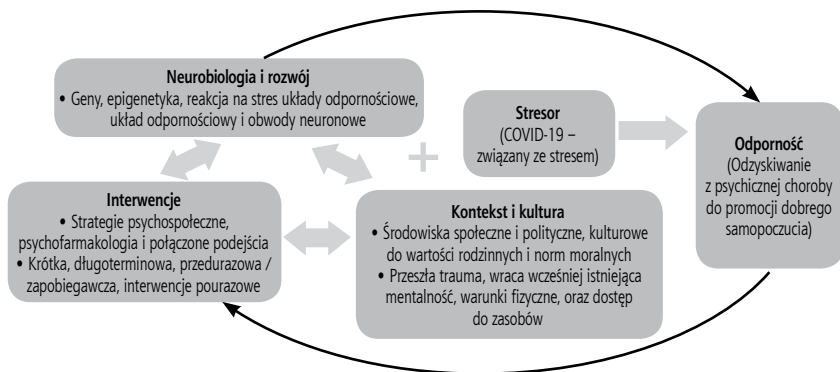 Neurobiologia i rozwój
• Geny, epigenetyka, reakcja na stres układy odpornościowe,
układ odpornościowy i obwody neuronowe
Stresor
(COVID-19 –
związany ze stresem)
Odporność
(Odzyskiwanie
z psychicznej choroby
do promocji dobrego
samopoczucia)
Interwencje
• Strategie psychospołeczne,
psychofarmakologia i połączone podejścia
• Krótka, długoterminowa, przedurazowa /
zapobiegawcza, interwencje pourazowe
Kontekst i kultura
• Środowiska społeczne i polityczne, kulturowe
do wartości rodzinnych i norm moralnych
• Przeszła trauma, wraca wcześniej istniejąca
mentalność, warunki fizyczne, oraz dostęp
do zasobów